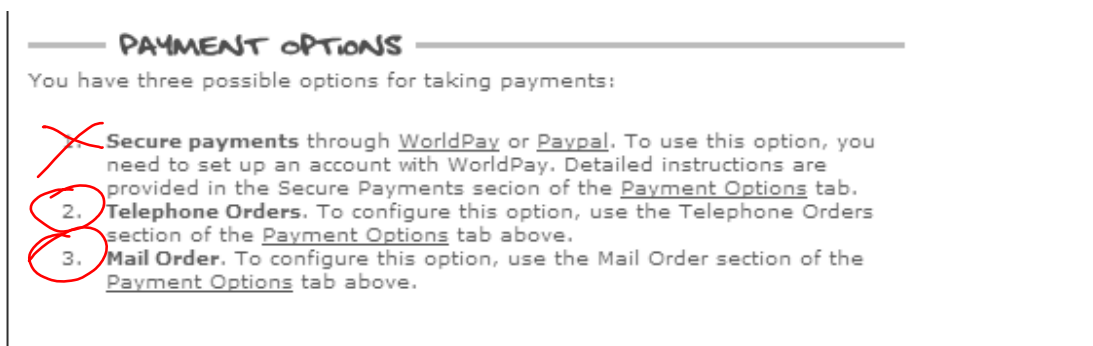 PAYMENT OPTIONS
You have three possible options for taking payments:
1. Secure payments through WorldPay or Paypal. To use this option, you
need to set up an account with WorldPay. Detailed instructions are
provided in the Secure Payments secion of the Payment Options tab.
2. Telephone Orders. To configure this option, use the Telephone Orders
section of the Payment Options tab above.
3. Mail Order. To configure this option, use the Mail Order section of the
Payment Options tab above.